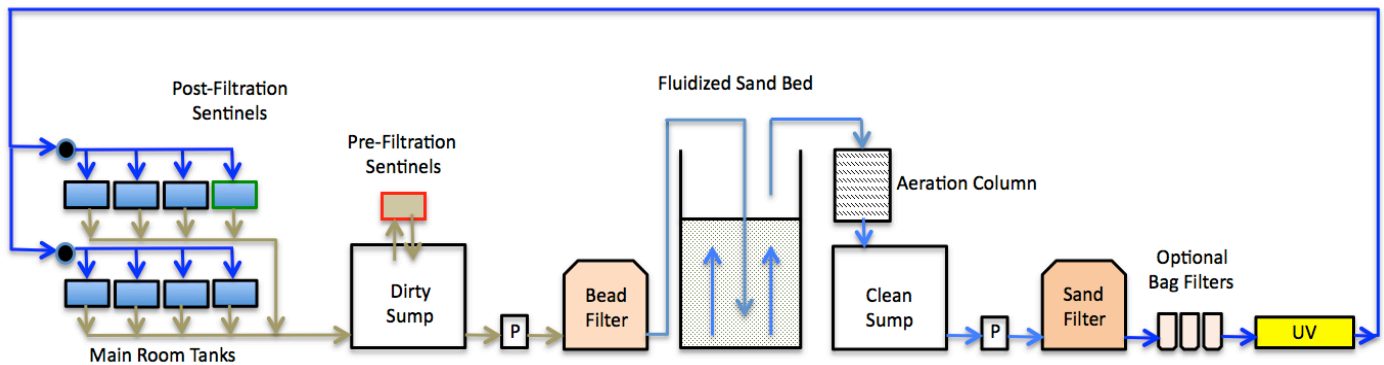 Post-Filtration
Sentinels
Pre-Filtration
Sentinels
Fluidized Sand Bed
Aeration Column
Dirty
Sump
P
Bead
Filter
Clean
Sump
P
Sand
Filter
Optional
Bag Filters
UV
Main Room Tanks